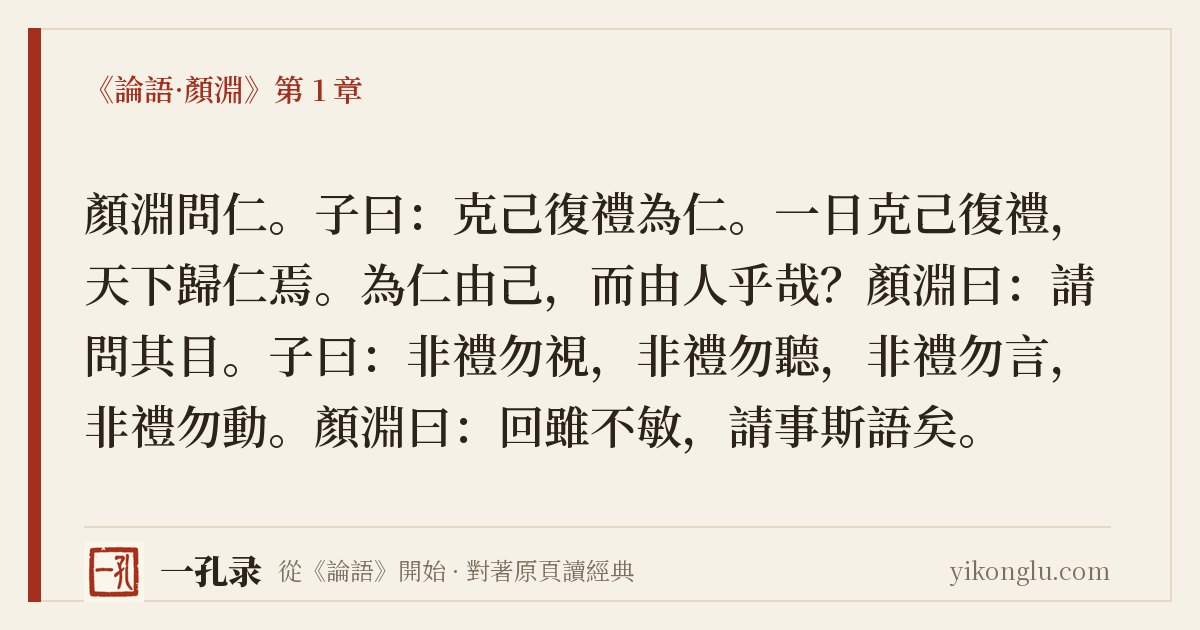 《論語·顏淵》第 1 章
顏淵問仁。子曰：克己復禮為仁。一日克己復禮，
天下歸仁焉。為仁由己，而由人乎哉？顏淵曰：請
問其目。子曰：非禮勿視，非禮勿聽，非禮勿言，
非禮勿動。顏淵曰：回雖不敏，請事斯語矣。
一孔
一孔录 從《論語》開始 · 對著原頁讀經典 yikonglu.com